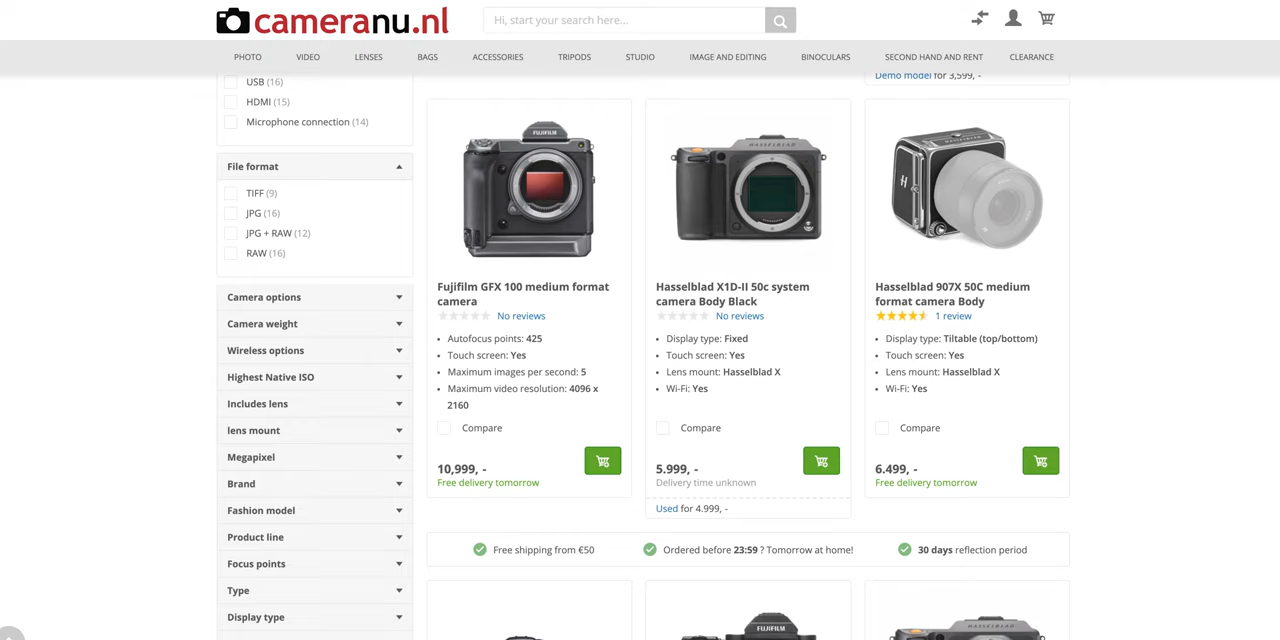 cameranu.nl
Hi, start your search here...
PHOTO VIDEO LENSES BAGS ACCESSORIES TRIPODS STUDIO IMAGE AND EDITING BINOCULARS SECOND HAND AND RENT CLEARANCE
USB (16)
HDMI (15)
Microphone connection (14)
File format
TIFF (9)
JPG (16)
JPG + RAW (12)
RAW (16)
Camera options
Camera weight
Wireless options
Highest Native ISO
Includes lens
lens mount
Megapixel
Brand
Fashion model
Product line
Focus points
Type
Display type
Demo model for 3,599, -
FUJIFILM
Fujifilm GFX 100 medium format
camera
No reviews
• Autofocus points: 425
• Touch screen: Yes
• Maximum images per second: 5
• Maximum video resolution: 4096 x
2160
Compare
10,999, -
Free delivery tomorrow
HASSELBLAD
Hasselblad X1D-II 50c system
camera Body Black
No reviews
• Display type: Fixed
• Touch screen: Yes
• Lens mount: Hasselblad X
• Wi-Fi: Yes
Compare
5.999, -
Delivery time unknown
Used for 4.999, -
HASSELBLAD
H
Hasselblad 907X 50C medium
format camera Body
1 review
• Display type: Tiltable (top/bottom)
• Touch screen: Yes
• Lens mount: Hasselblad X
• Wi-Fi: Yes
Compare
6.499, -
Free delivery tomorrow
Free shipping from €50
Ordered before 23:59 ? Tomorrow at home!
30 days reflection period
FUJIFILM
HASSELBLAD